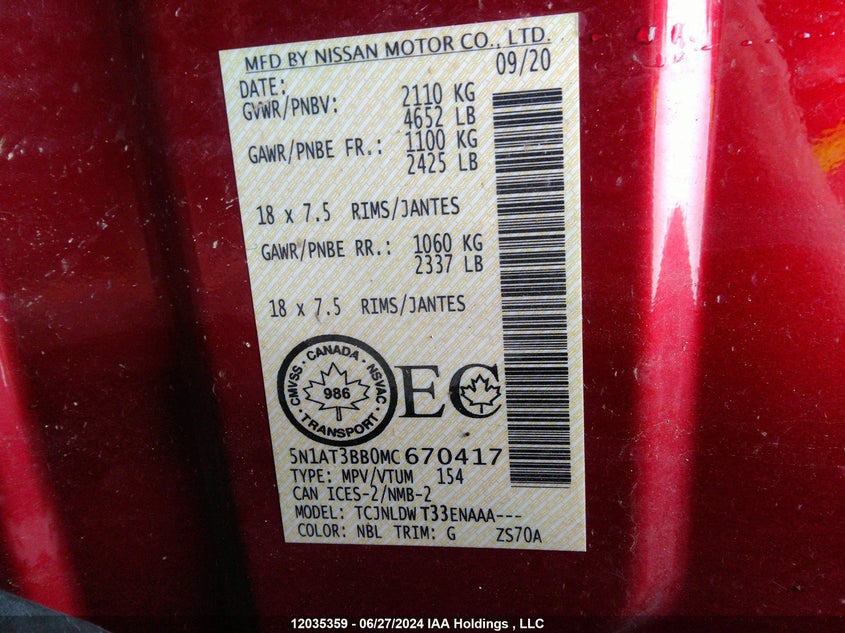 MFD BY NISSAN MOTOR CO., LTD.
DATE: 09/20
GVWR/PNBV: 2110 KG
4652 LB
GAWR/PNBE FR.: 1100 KG
2425 LB
18 x 7.5 RIMS/JANTES
GAWR/PNBE RR.: 1060 KG
2337 LB
18 x 7.5 RIMS/JANTES
CMVSS · CANADA · NSVAC
986
· TRANSPORT ·
EC
5N1AT3BB0MC670417
TYPE: MPV/VTUM 154
CAN ICES-2/NMB-2
MODEL: TCJNLDW T33ENAAA---
COLOR: NBL TRIM: G ZS70A
12035359 - 06/27/2024 IAA Holdings , LLC